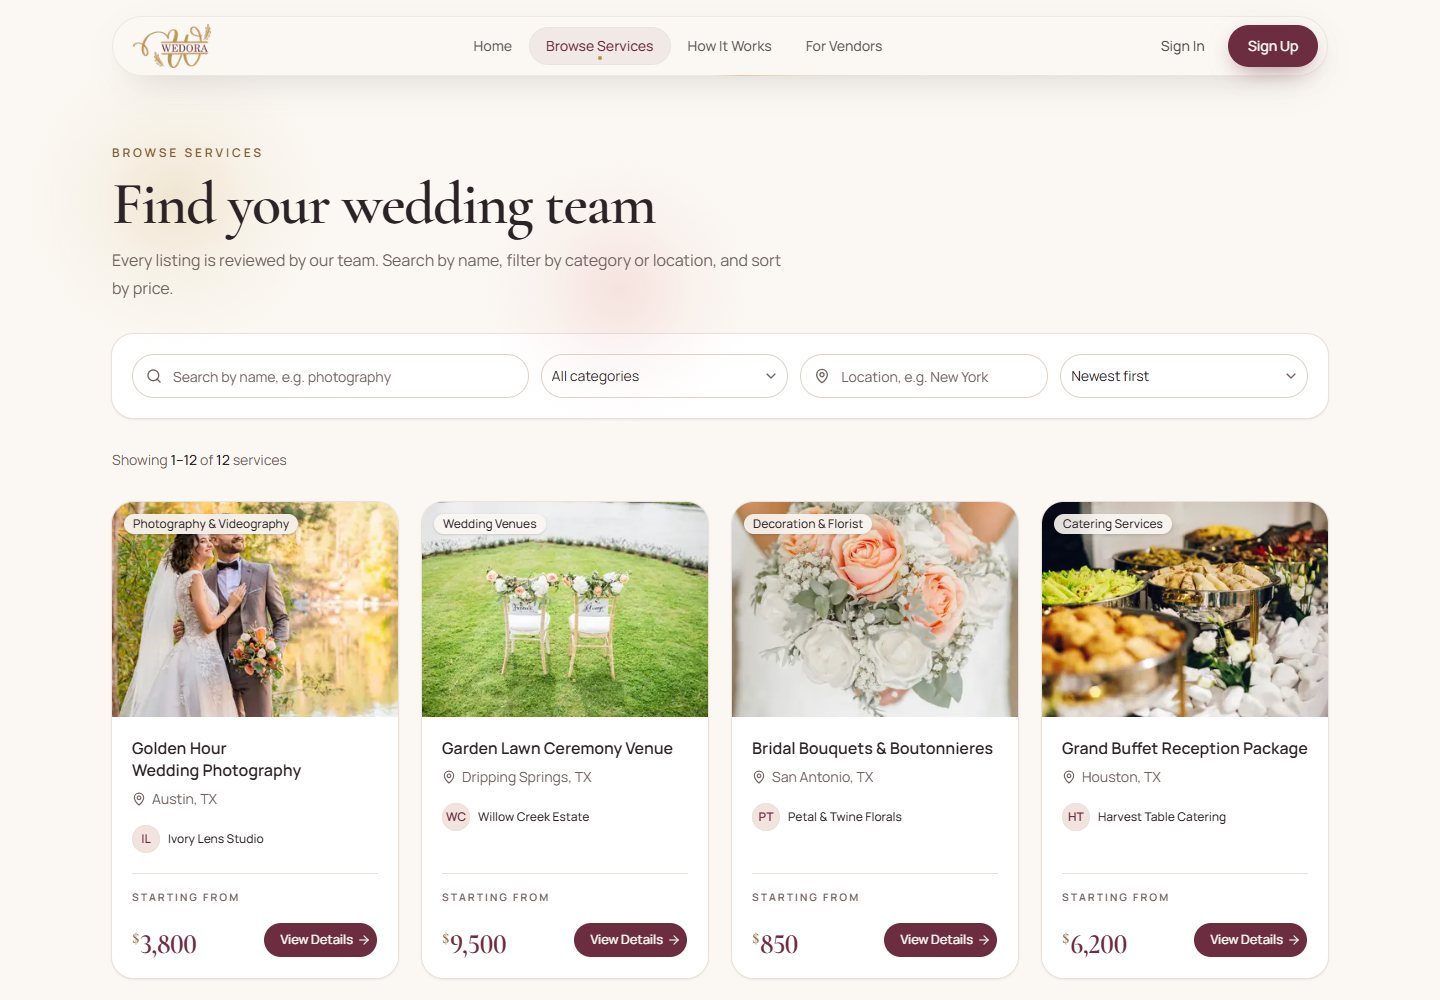 WEDORA
Home
Browse Services
How It Works
For Vendors
Sign In
Sign Up
BROWSE SERVICES
Find your wedding team
Every listing is reviewed by our team. Search by name, filter by category or location, and sort
by price.
Search by name, e.g. photography
All categories
Location, e.g. New York
Newest first
Showing 1–12 of 12 services
Photography & Videography
Golden Hour
Wedding Photography
Austin, TX
IL
Ivory Lens Studio
STARTING FROM
$3,800
View Details
Wedding Venues
Garden Lawn Ceremony Venue
Dripping Springs, TX
WC
Willow Creek Estate
STARTING FROM
$9,500
View Details
Decoration & Florist
Bridal Bouquets & Boutonnieres
San Antonio, TX
PT
Petal & Twine Florals
STARTING FROM
$850
View Details
Catering Services
Grand Buffet Reception Package
Houston, TX
HT
Harvest Table Catering
STARTING FROM
$6,200
View Details